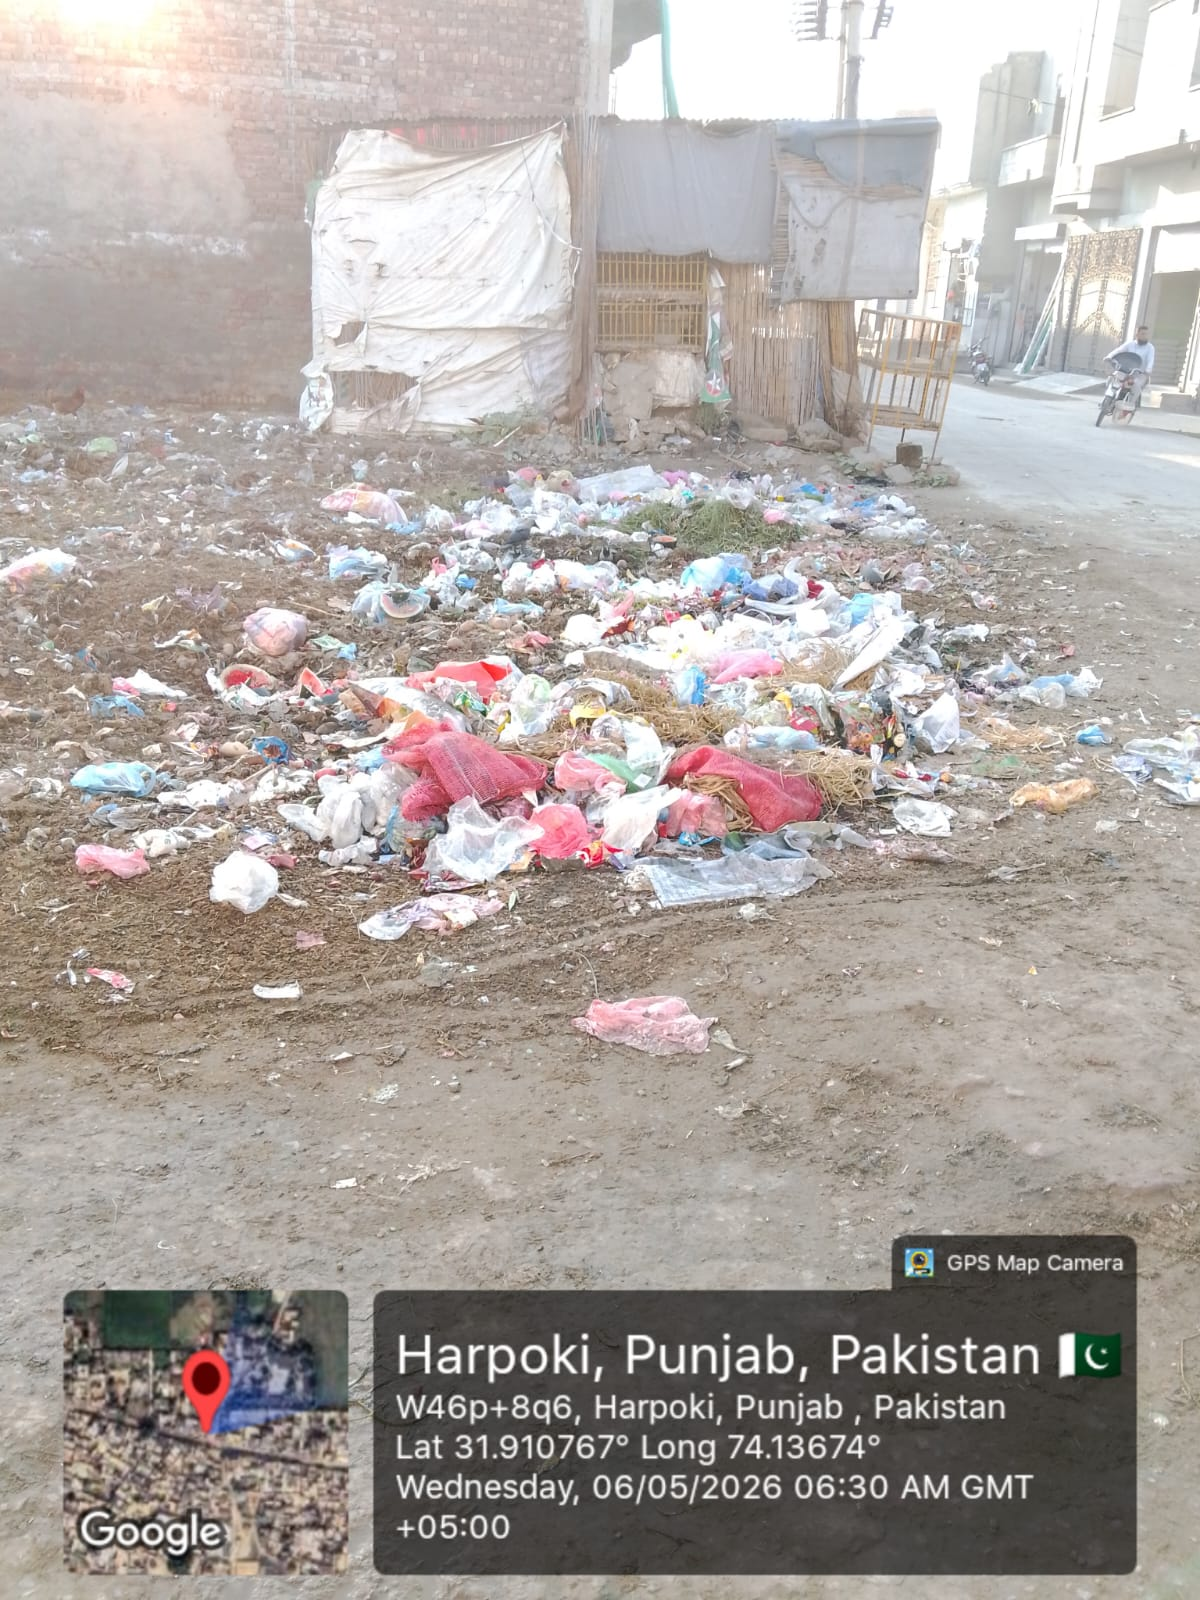 GPS Map Camera
Harpoki, Punjab, Pakistan 🇵🇰
W46p+8q6, Harpoki, Punjab , Pakistan
Lat 31.910767° Long 74.13674°
Wednesday, 06/05/2026 06:30 AM GMT
+05:00
Google